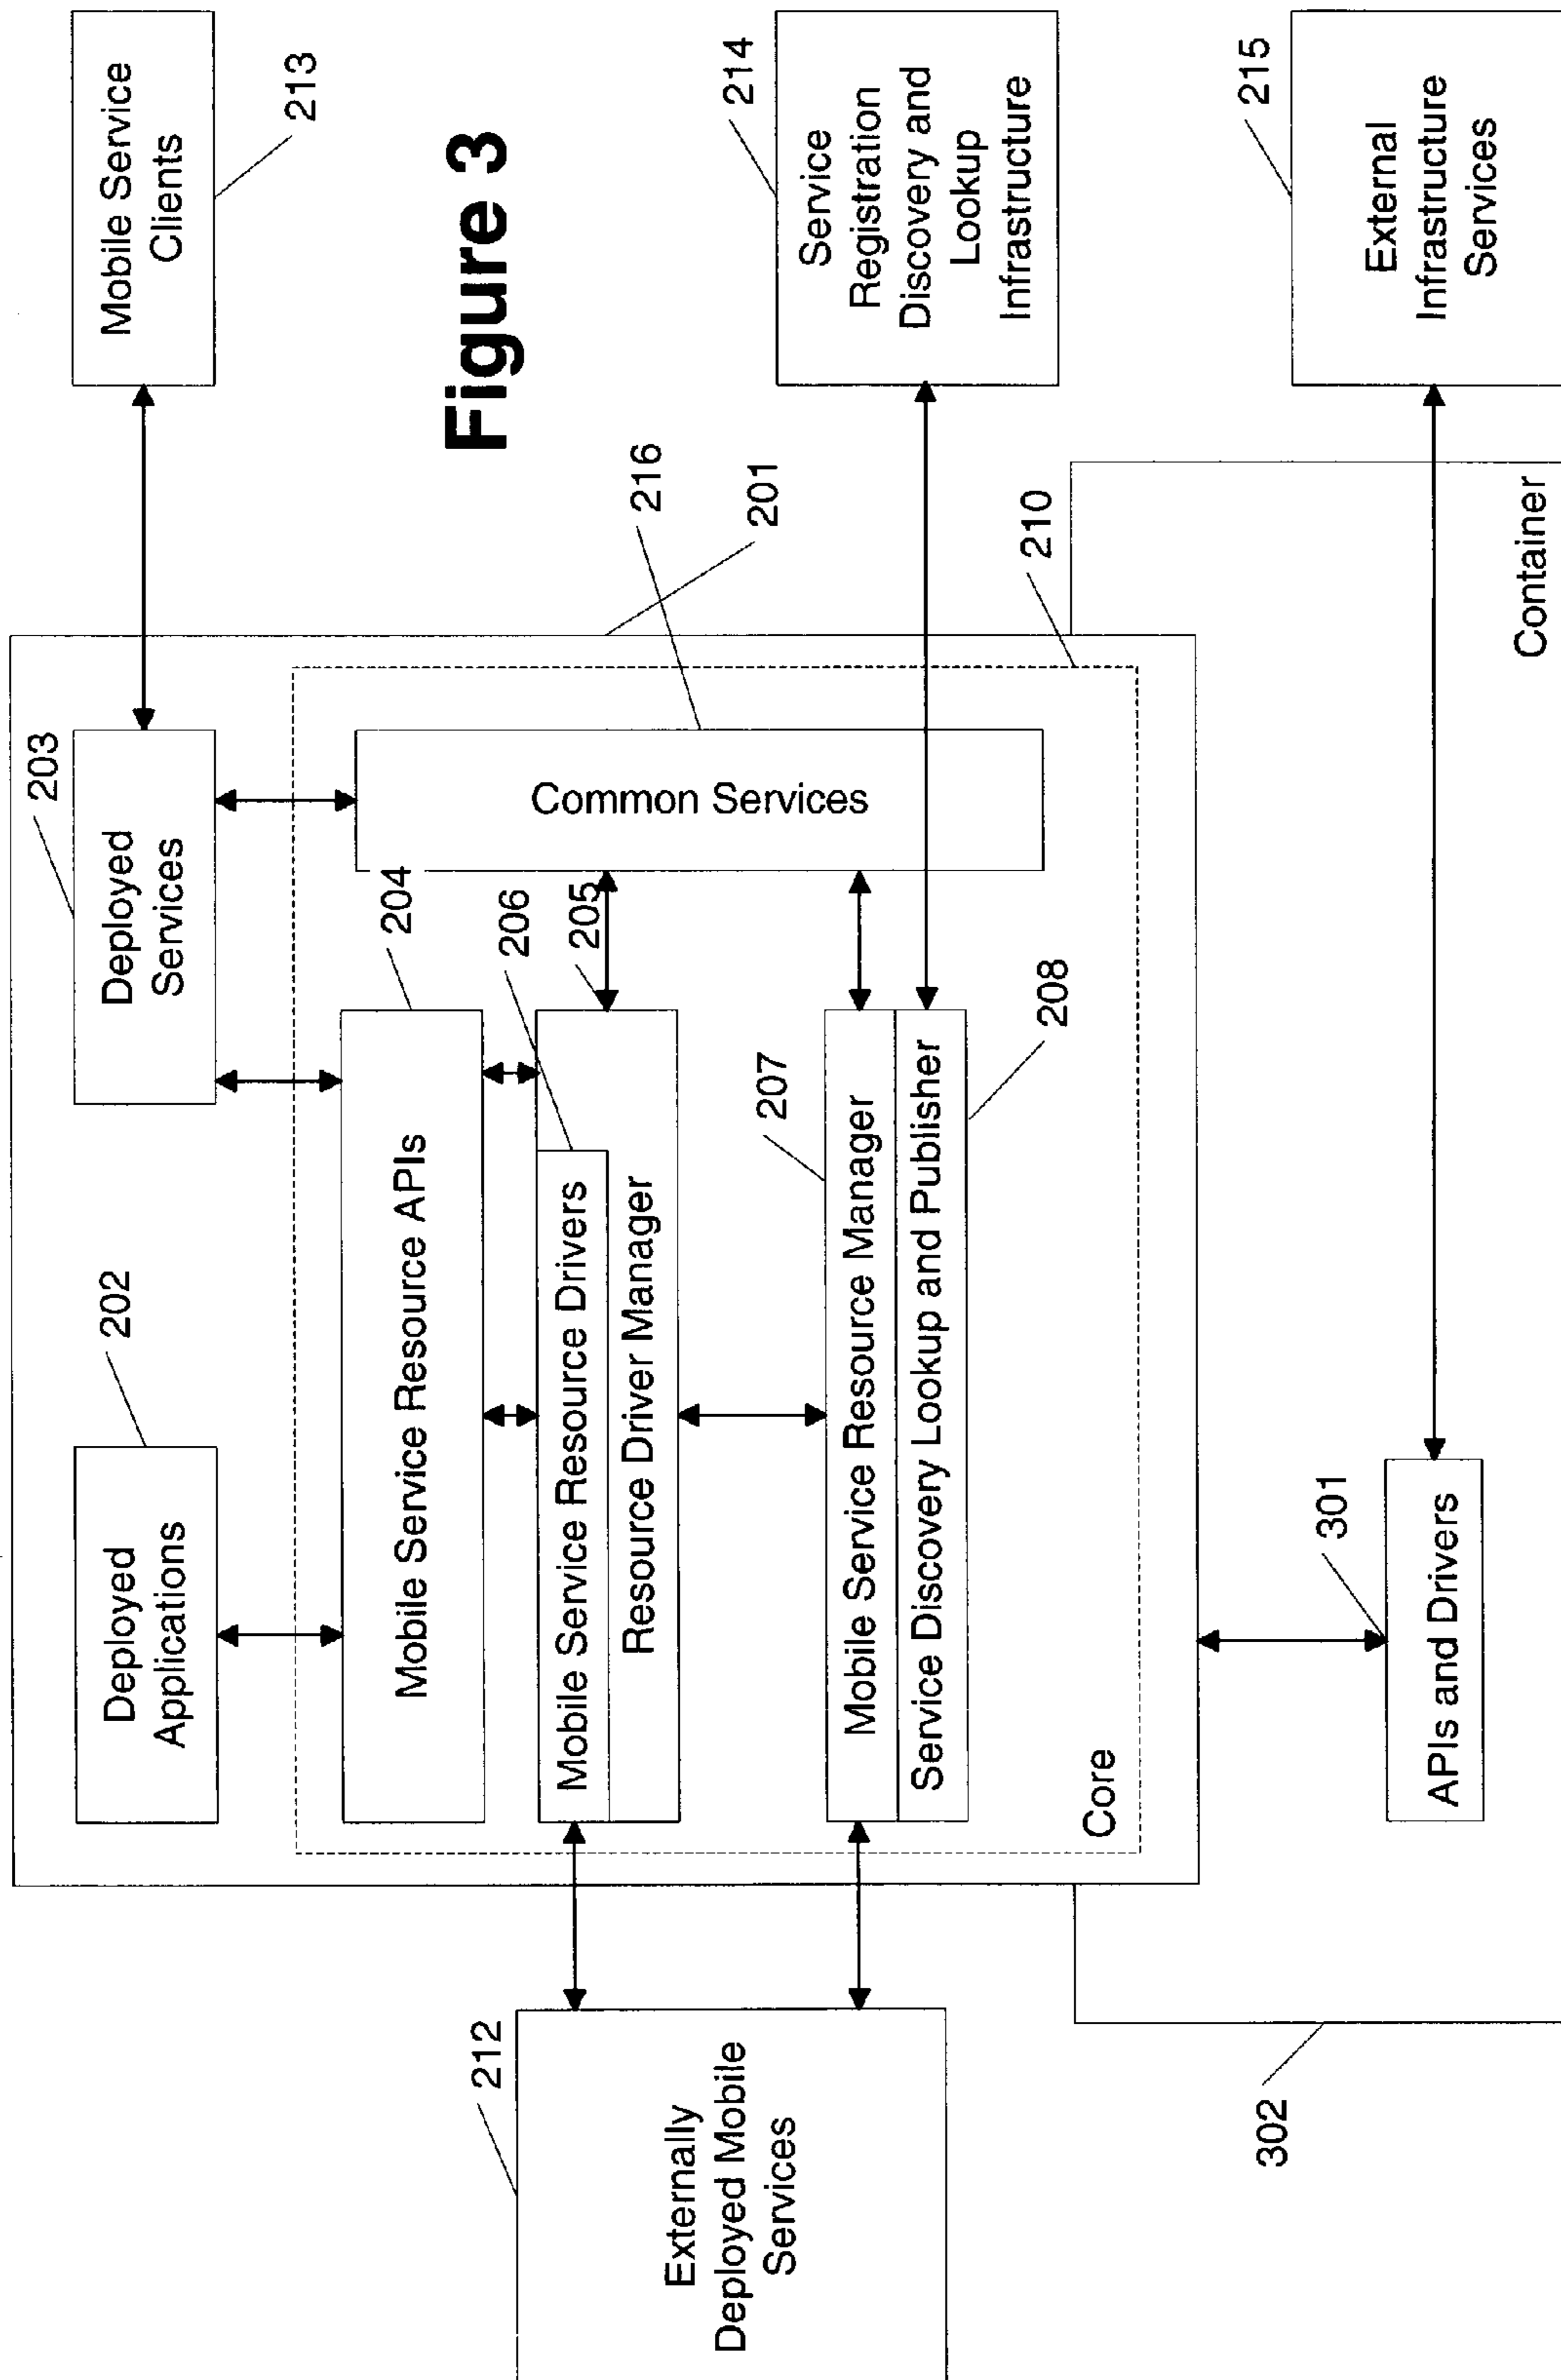 Mobile Service
Clients
213
Figure 3
214
Service
Registration
Discovery and
Lookup
Infrastructure
215
External
Infrastructure
Services
216
201
210
Container
203
Deployed
Services
Common Services
202
Deployed
Applications
204
Mobile Service Resource APIs
206
205
Mobile Service Resource Drivers
Resource Driver Manager
207
Mobile Service Resource Manager
Service Discovery Lookup and Publisher
208
Core
301
APIs and Drivers
212
Externally
Deployed Mobile
Services
302